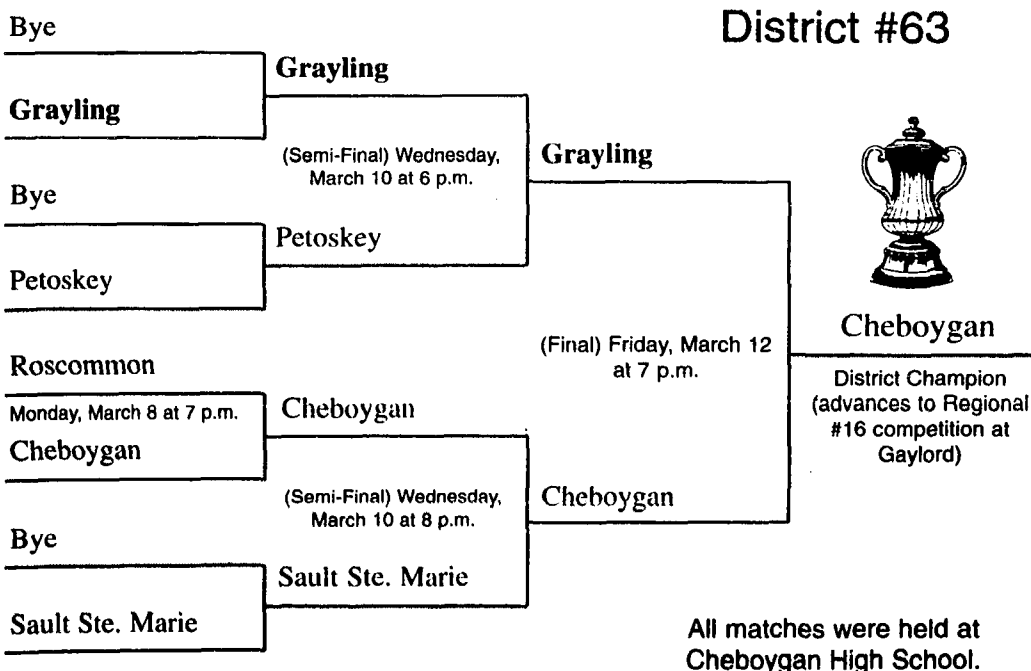 District #63
Bye
Grayling
Grayling
(Semi-Final) Wednesday,
March 10 at 6 p.m.
Bye
Petoskey
Petoskey
Grayling
Roscommon
Monday, March 8 at 7 p.m.
Cheboygan
Cheboygan
(Semi-Final) Wednesday,
March 10 at 8 p.m.
Bye
Sault Ste. Marie
Sault Ste. Marie
Cheboygan
(Final) Friday, March 12
at 7 p.m.
Cheboygan
District Champion
(advances to Regional
#16 competition at
Gaylord)
All matches were held at
Cheboygan High School.